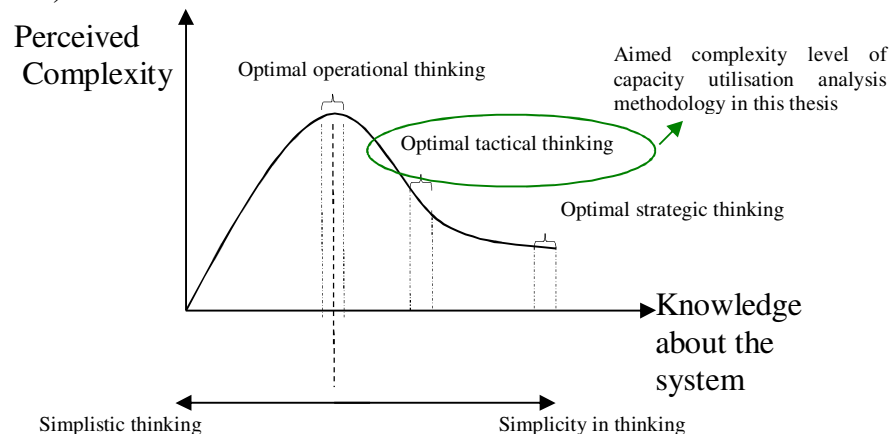 Perceived
Complexity
Optimal operational thinking
Aimed complexity level of
capacity utilisation analysis
methodology in this thesis
Optimal tactical thinking
Optimal strategic thinking
Knowledge
about the
system
Simplistic thinking
Simplicity in thinking